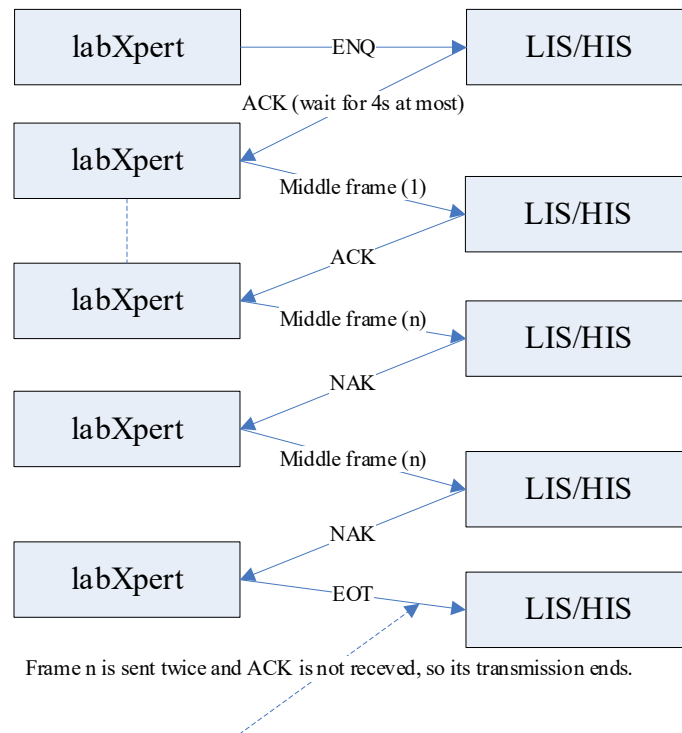 labXpert
ENQ
LIS/HIS
ACK (wait for 4s at most)
labXpert
Middle frame (1)
LIS/HIS
ACK
labXpert
Middle frame (n)
LIS/HIS
NAK
labXpert
Middle frame (n)
LIS/HIS
NAK
labXpert
EOT
LIS/HIS
Frame n is sent twice and ACK is not receved, so its transmission ends.